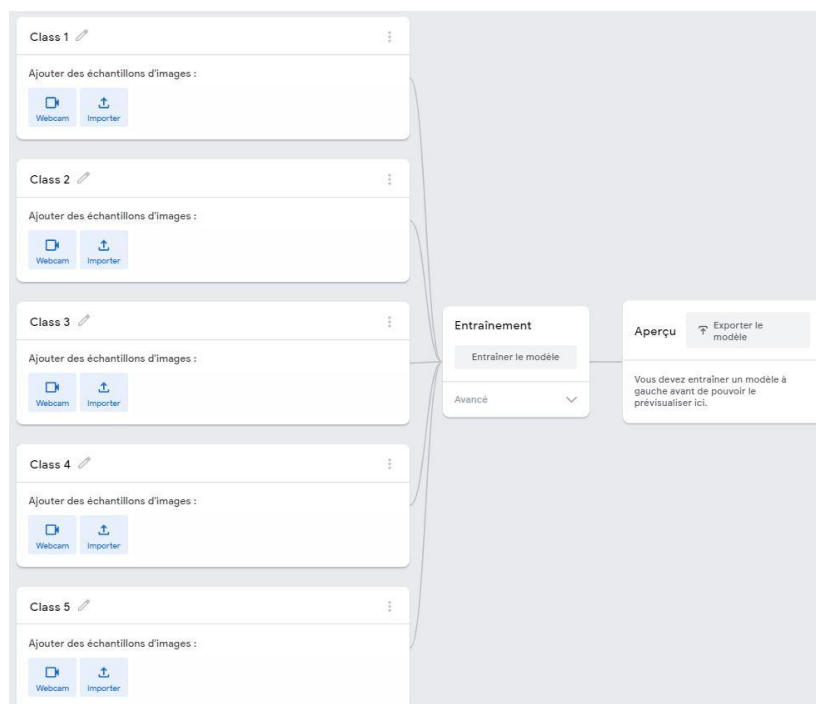 Class 1
Ajouter des échantillons d'images :
Webcam Importer
Class 2
Ajouter des échantillons d'images :
Webcam Importer
Class 3
Ajouter des échantillons d'images :
Webcam Importer
Class 4
Ajouter des échantillons d'images :
Webcam Importer
Class 5
Ajouter des échantillons d'images :
Webcam Importer
Entraînement
Entraîner le modèle
Avancé
Aperçu
Exporter le
modèle
Vous devez entraîner un modèle à
gauche avant de pouvoir le
prévisualiser ici.